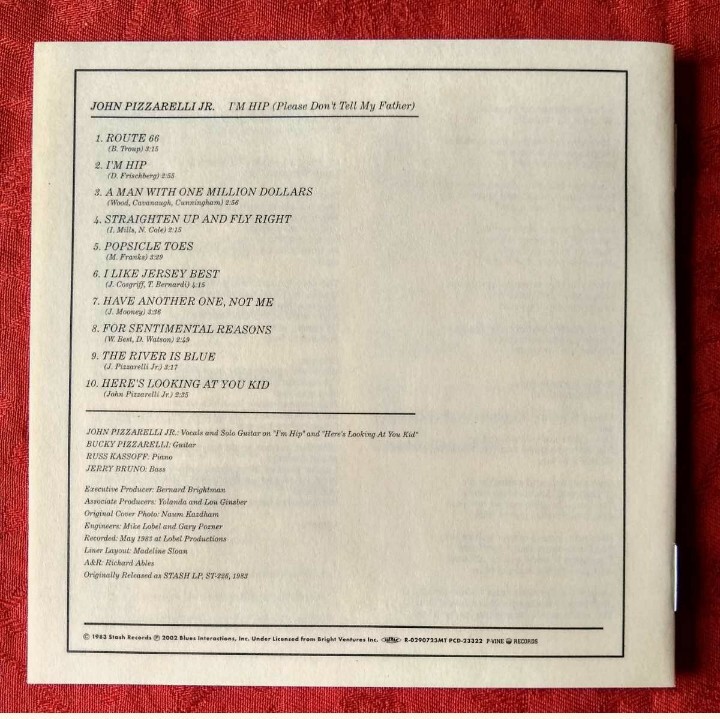 JOHN PIZZARELLI JR. I'M HIP (Please Don't Tell My Father)
1. ROUTE 66
(B. Troup) 3:15
2. I'M HIP
(D. Frischberg) 2:55
3. A MAN WITH ONE MILLION DOLLARS
(Wood, Cavanaugh, Cunningham) 2:56
4. STRAIGHTEN UP AND FLY RIGHT
(I. Mills, N. Cole) 2:15
5. POPSICLE TOES
(M. Franks) 3:29
6. I LIKE JERSEY BEST
(J. Cosgriff, T. Bernardi) 4:15
7. HAVE ANOTHER ONE, NOT ME
(J. Mooney) 3:36
8. FOR SENTIMENTAL REASONS
(W. Best, D. Watson) 2:49
9. THE RIVER IS BLUE
(J. Pizzarelli Jr.) 3:17
10. HERE'S LOOKING AT YOU KID
(John Pizzarelli Jr.) 2:35
JOHN PIZZARELLI JR.: Vocals and Solo Guitar on "I'm Hip" and "Here's Looking At You Kid"
BUCKY PIZZARELLI: Guitar
RUSS KASSOFF: Piano
JERRY BRUNO: Bass
Executive Producer: Bernard Brightman
Associate Producers: Yolanda and Lou Ginsber
Original Cover Photo: Naum Kazdham
Engineers: Mike Lobel and Gary Pozner
Recorded: May 1983 at Lobel Productions
Liner Layout: Madeline Sloan
A&R: Richard Ables
Originally Released as STASH LP, ST-226, 1983
© 1983 Stash Records ℗ 2002 Blues Interactions, Inc. Under Licensed from Bright Ventures Inc. R-0290725MT PCD-23322 P-VINE RECORDS